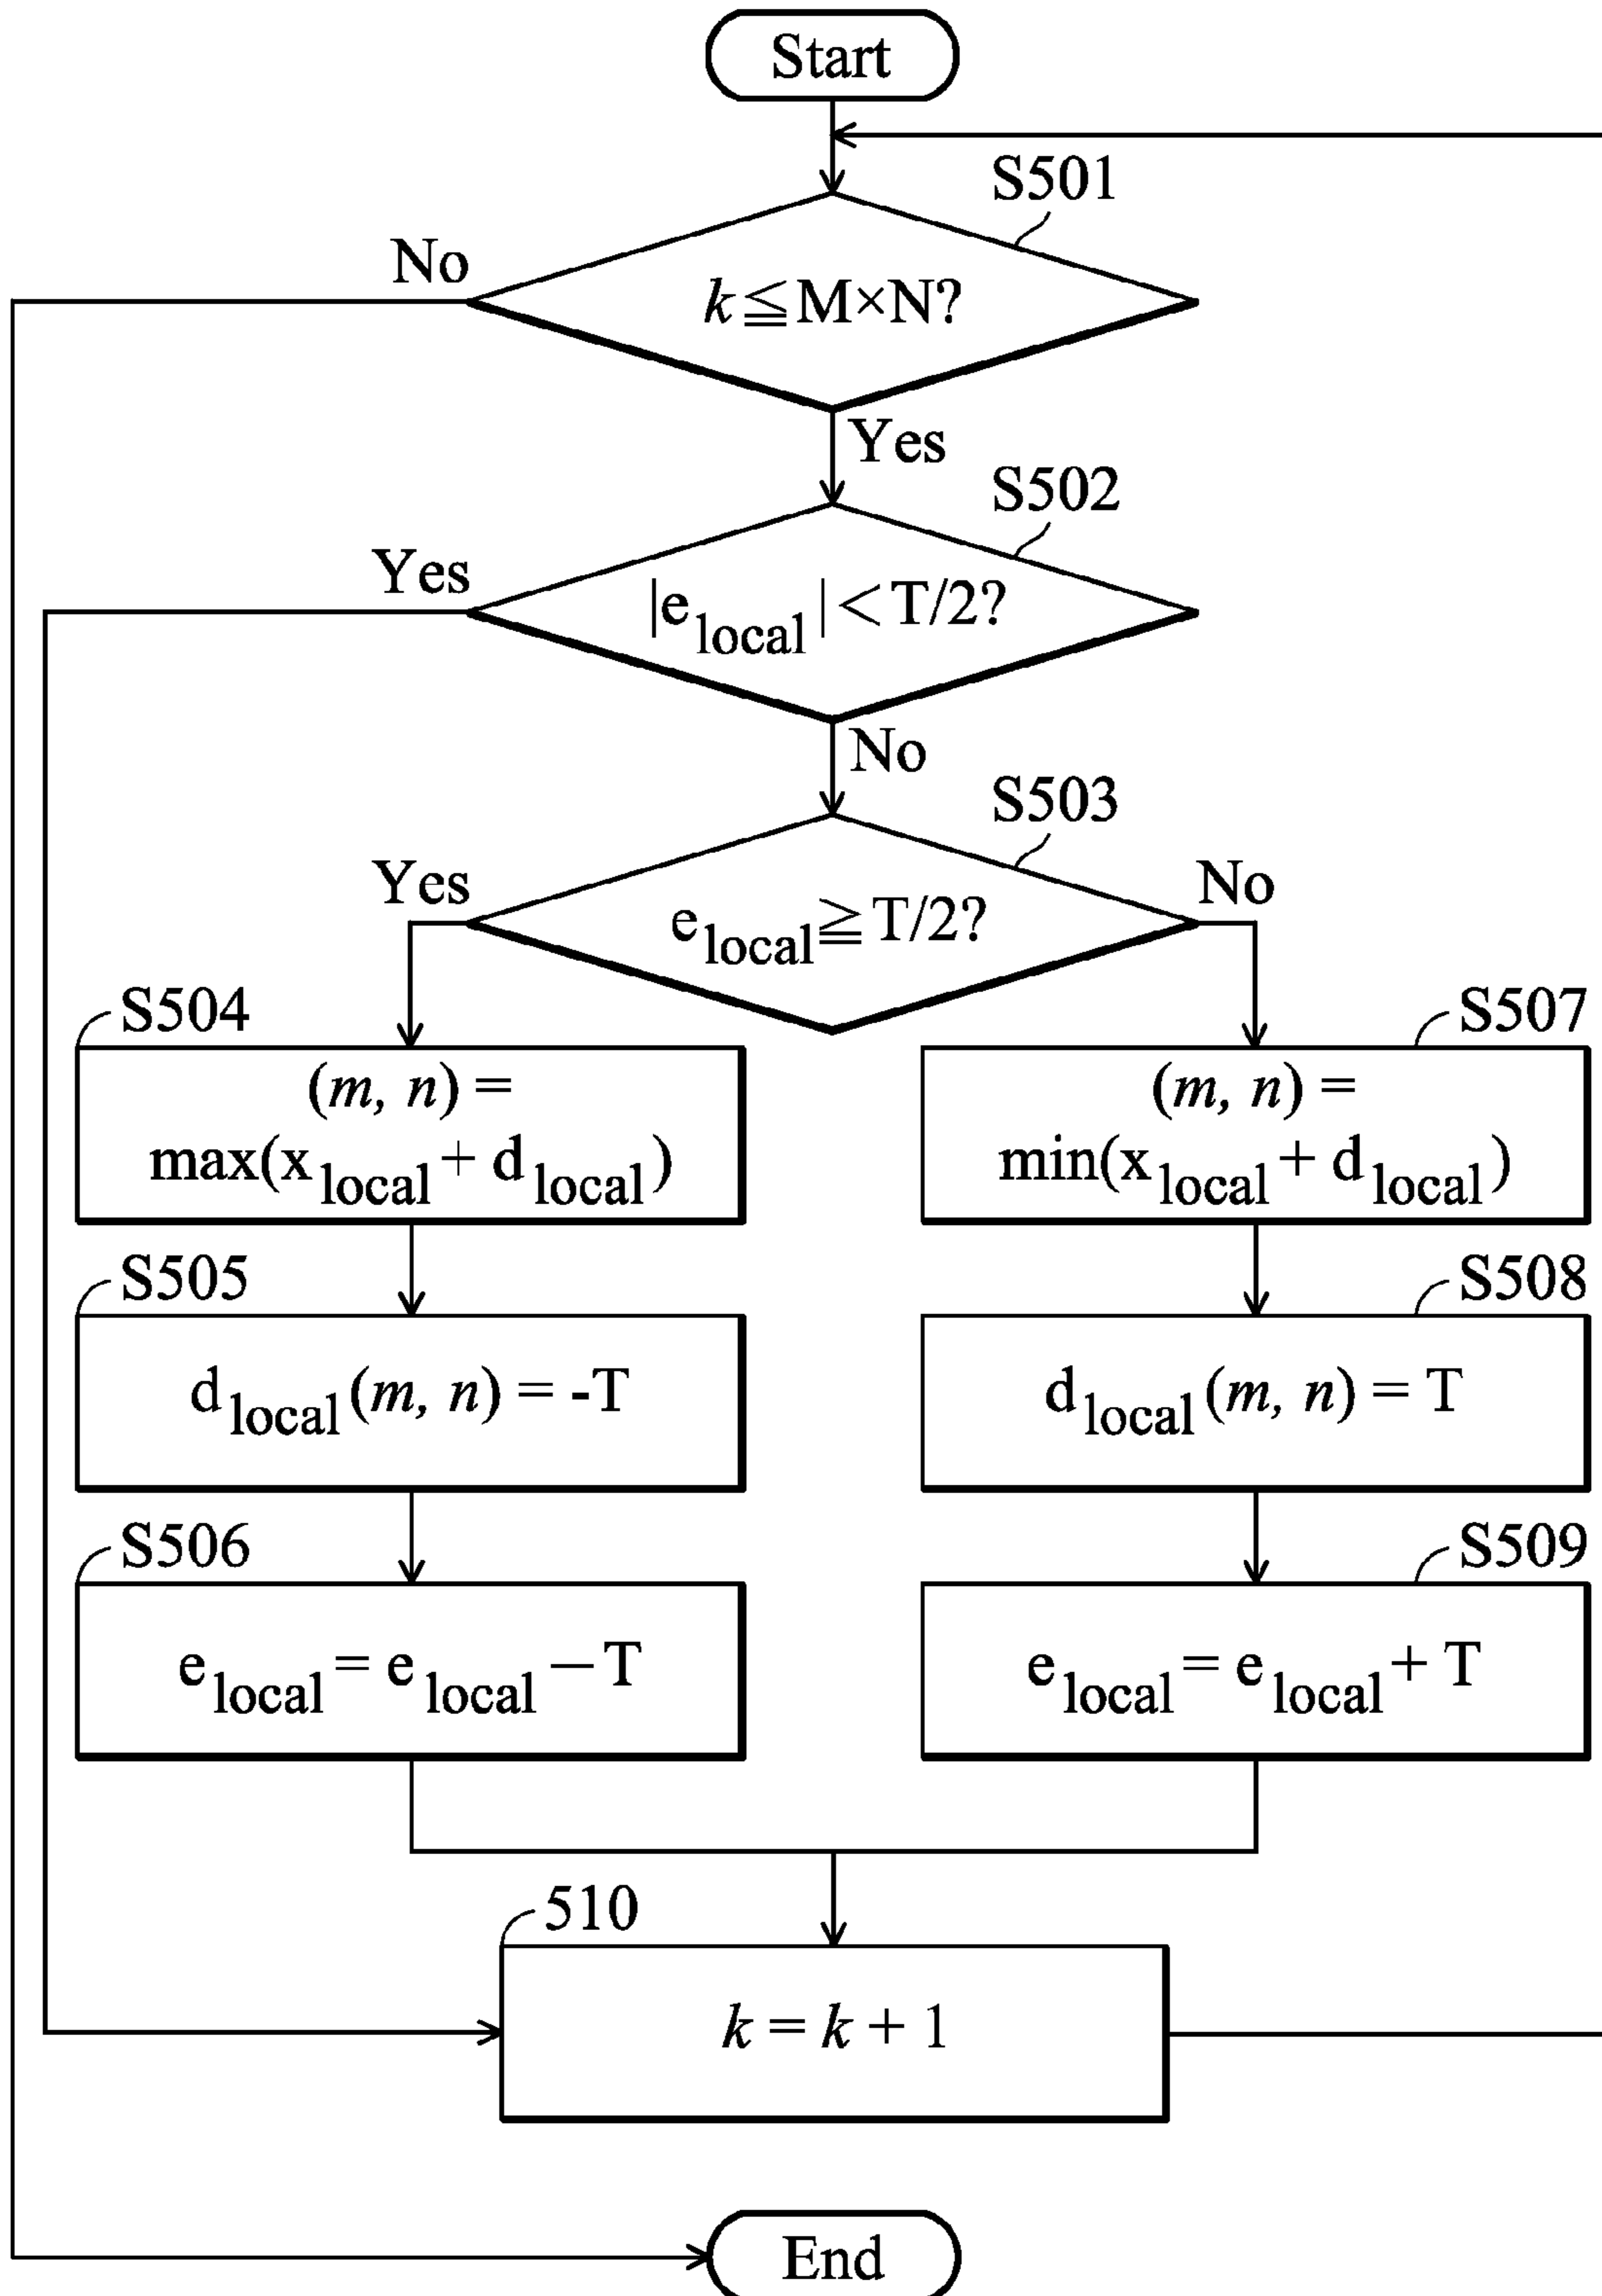 Start
S501
No
k≦M×N?
Yes
S502
Yes
|e local|<T/2?
No
S503
Yes
No
e local≧T/2?
S504
(m, n) =
max(x local + d local)
S507
(m, n) =
min(x local + d local)
S505
d local (m, n) = -T
S508
d local (m, n) = T
S506
e local = e local −T
S509
e local = e local + T
510
k = k + 1
End